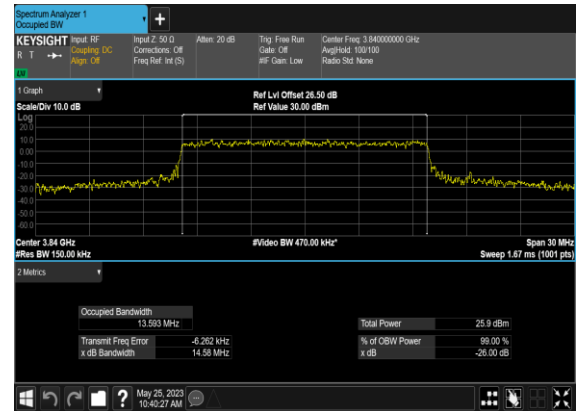 Spectrum Analyzer 1
Occupied BW
KEYSIGHT Input: RF Input Z: 50 Ω Atten: 20 dB Trig: Free Run Center Freq: 3.840000000 GHz
R T Coupling: DC Corrections: Off Gate: Off Avg|Hold: 100/100
Align: Off Freq Ref: Int (S) #IF Gain: Low Radio Std: None
1 Graph
Ref Lvl Offset 26.50 dB
Scale/Div 10.0 dB Ref Value 30.00 dBm
Log
20.0
10.0
0.00
-10.0
-20.0
-30.0
-40.0
-50.0
-60.0
Center 3.84 GHz #Video BW 470.00 kHz* Span 30 MHz
#Res BW 150.00 kHz Sweep 1.67 ms (1001 pts)
2 Metrics
Occupied Bandwidth
13.593 MHz Total Power 25.9 dBm
Transmit Freq Error -6.262 kHz % of OBW Power 99.00 %
x dB Bandwidth 14.58 MHz x dB -26.00 dB
? May 25, 2023
10:40:27 AM